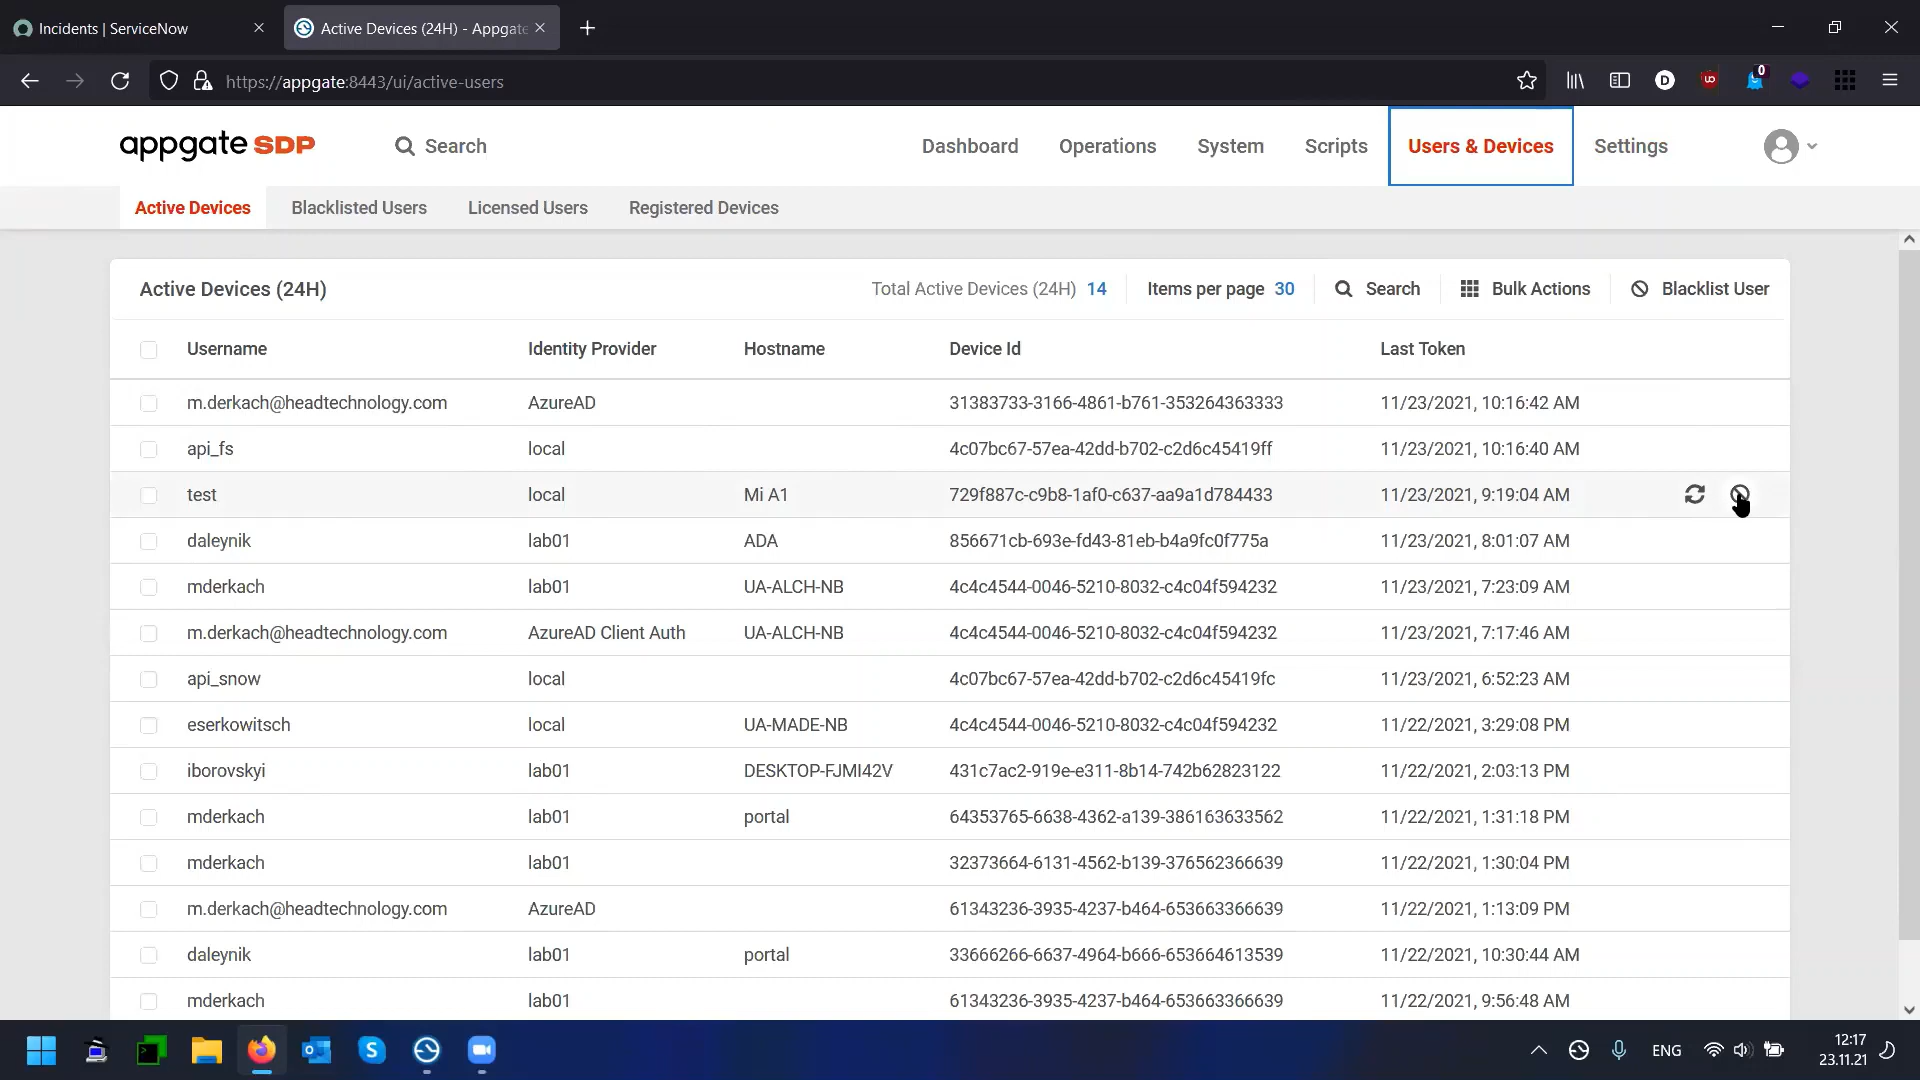 Incidents | ServiceNow
Active Devices (24H) - Appgate
https://appgate:8443/ui/active-users
0
appgate SDP
Search
Dashboard
Operations
System
Scripts
Users & Devices
Settings
Active Devices
Blacklisted Users
Licensed Users
Registered Devices
Active Devices (24H)
Total Active Devices (24H) 14
Items per page 30
Search
Bulk Actions
Blacklist User
Username Identity Provider Hostname Device Id Last Token
m.derkach@headtechnology.com AzureAD 31383733-3166-4861-b761-353264363333 11/23/2021, 10:16:42 AM
api_fs local 4c07bc67-57ea-42dd-b702-c2d6c45419ff 11/23/2021, 10:16:40 AM
test local Mi A1 729f887c-c9b8-1af0-c637-aa9a1d784433 11/23/2021, 9:19:04 AM
daleynik lab01 ADA 856671cb-693e-fd43-81eb-b4a9fc0f775a 11/23/2021, 8:01:07 AM
mderkach lab01 UA-ALCH-NB 4c4c4544-0046-5210-8032-c4c04f594232 11/23/2021, 7:23:09 AM
m.derkach@headtechnology.com AzureAD Client Auth UA-ALCH-NB 4c4c4544-0046-5210-8032-c4c04f594232 11/23/2021, 7:17:46 AM
api_snow local 4c07bc67-57ea-42dd-b702-c2d6c45419fc 11/23/2021, 6:52:23 AM
eserkowitsch local UA-MADE-NB 4c4c4544-0046-5210-8032-c4c04f594232 11/22/2021, 3:29:08 PM
iborovskyi lab01 DESKTOP-FJMI42V 431c7ac2-919e-e311-8b14-742b62823122 11/22/2021, 2:03:13 PM
mderkach lab01 portal 64353765-6638-4362-a139-386163633562 11/22/2021, 1:31:18 PM
mderkach lab01 32373664-6131-4562-b139-376562366639 11/22/2021, 1:30:04 PM
m.derkach@headtechnology.com AzureAD 61343236-3935-4237-b464-653663366639 11/22/2021, 1:13:09 PM
daleynik lab01 portal 33666266-6637-4964-b666-653664613539 11/22/2021, 10:30:44 AM
mderkach lab01 61343236-3935-4237-b464-653663366639 11/22/2021, 9:56:48 AM
ENG
12:17
23.11.21